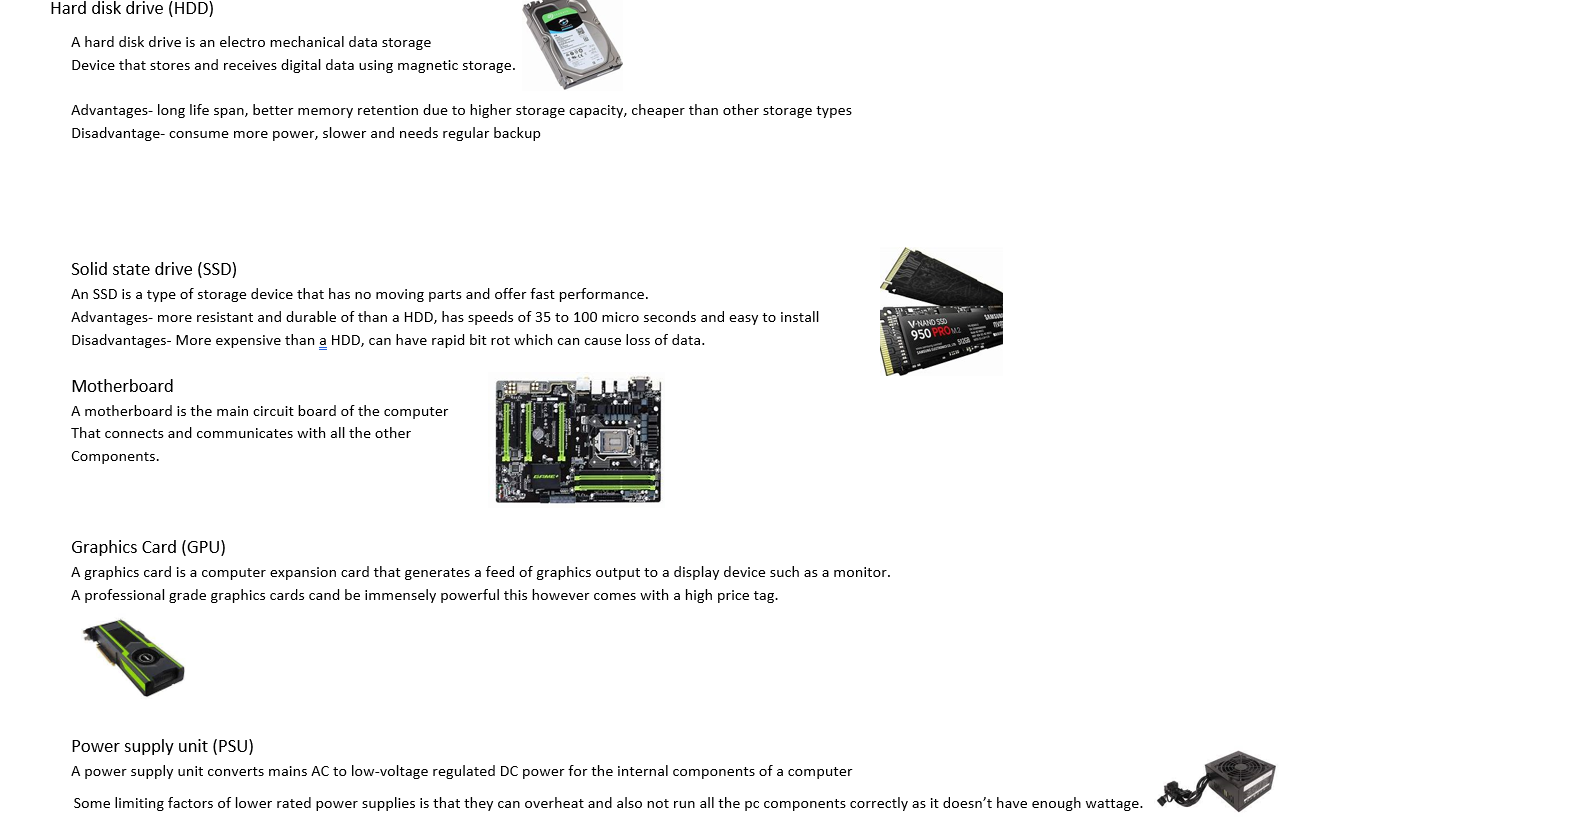 Hard disk drive (HDD)
A hard disk drive is an electro mechanical data storage
Device that stores and receives digital data using magnetic storage.
Advantages- long life span, better memory retention due to higher storage capacity, cheaper than other storage types
Disadvantage- consume more power, slower and needs regular backup
Solid state drive (SSD)
An SSD is a type of storage device that has no moving parts and offer fast performance.
Advantages- more resistant and durable of than a HDD, has speeds of 35 to 100 micro seconds and easy to install
Disadvantages- More expensive than a HDD, can have rapid bit rot which can cause loss of data.
V-NAND SSD
950 PRO M.2
Motherboard
A motherboard is the main circuit board of the computer
That connects and communicates with all the other
Components.
Graphics Card (GPU)
A graphics card is a computer expansion card that generates a feed of graphics output to a display device such as a monitor.
A professional grade graphics cards cand be immensely powerful this however comes with a high price tag.
Power supply unit (PSU)
A power supply unit converts mains AC to low-voltage regulated DC power for the internal components of a computer
Some limiting factors of lower rated power supplies is that they can overheat and also not run all the pc components correctly as it doesn’t have enough wattage.